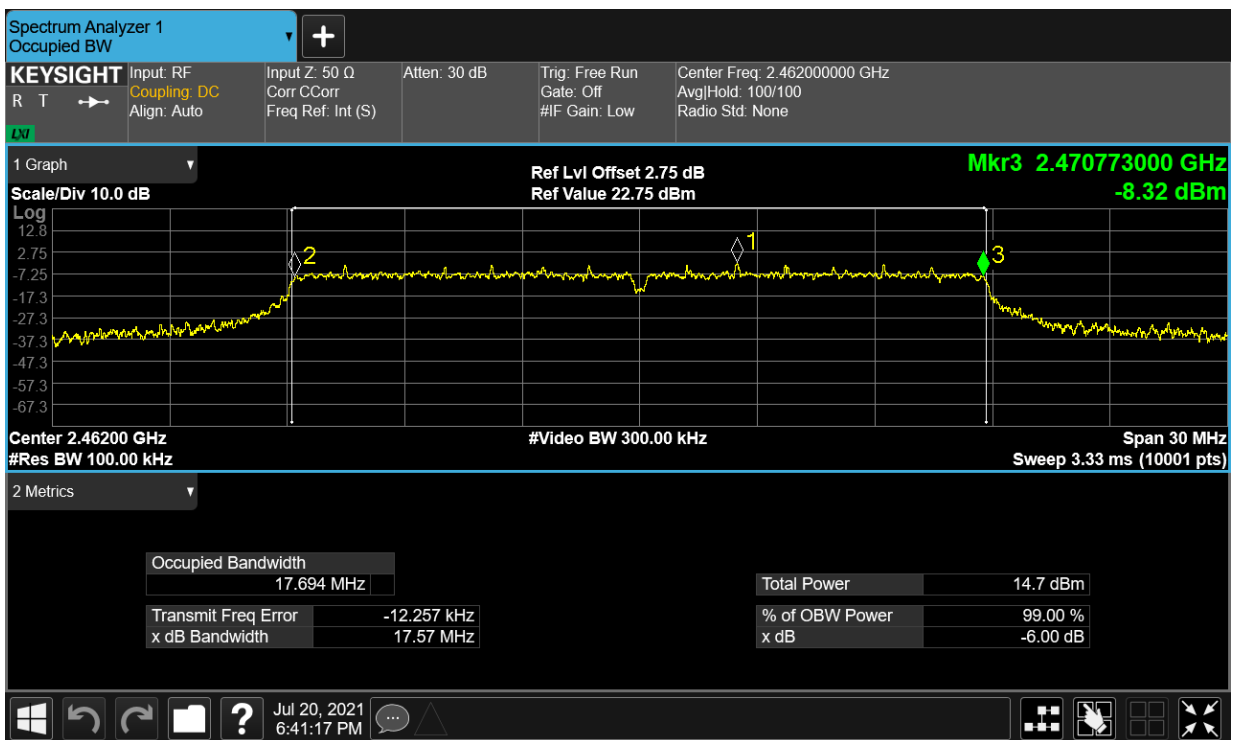 Spectrum Analyzer 1
Occupied BW
+
KEYSIGHT
R T
LXI
Input: RF
Coupling: DC
Align: Auto
Input Z: 50 Ω
Corr CCorr
Freq Ref: Int (S)
Atten: 30 dB
Trig: Free Run
Gate: Off
#IF Gain: Low
Center Freq: 2.462000000 GHz
Avg|Hold: 100/100
Radio Std: None
1 Graph
Scale/Div 10.0 dB
Ref Lvl Offset 2.75 dB
Ref Value 22.75 dBm
Mkr3 2.470773000 GHz
-8.32 dBm
Log
12.8
2.75
-7.25
-17.3
-27.3
-37.3
-47.3
-57.3
-67.3
2
1
3
Center 2.46200 GHz
#Res BW 100.00 kHz
#Video BW 300.00 kHz
Span 30 MHz
Sweep 3.33 ms (10001 pts)
2 Metrics
Occupied Bandwidth
17.694 MHz
Transmit Freq Error -12.257 kHz
x dB Bandwidth 17.57 MHz
Total Power 14.7 dBm
% of OBW Power 99.00 %
x dB -6.00 dB
?
Jul 20, 2021
6:41:17 PM